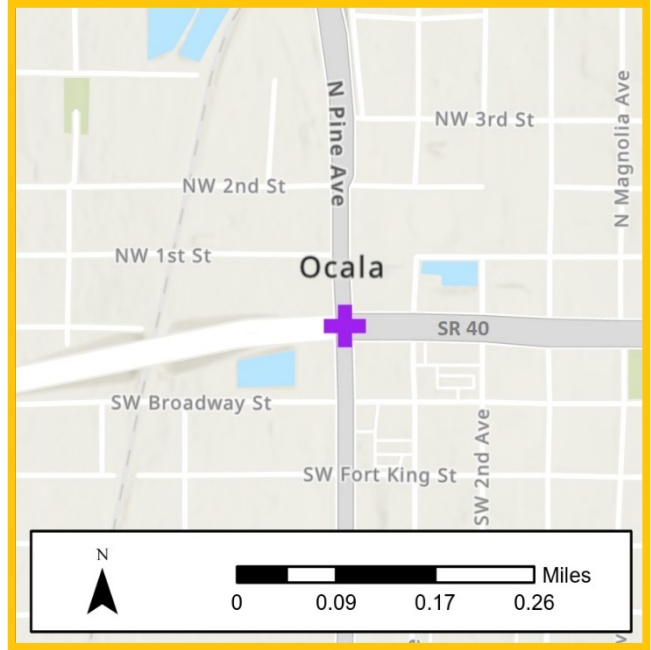 N Pine Ave
NW 3rd St
N Magnolia Ave
NW 2nd St
NW 1st St
Ocala
SR 40
SW Broadway St
SW 2nd Ave
SW Fort King St
N
Miles
0 0.09 0.17 0.26